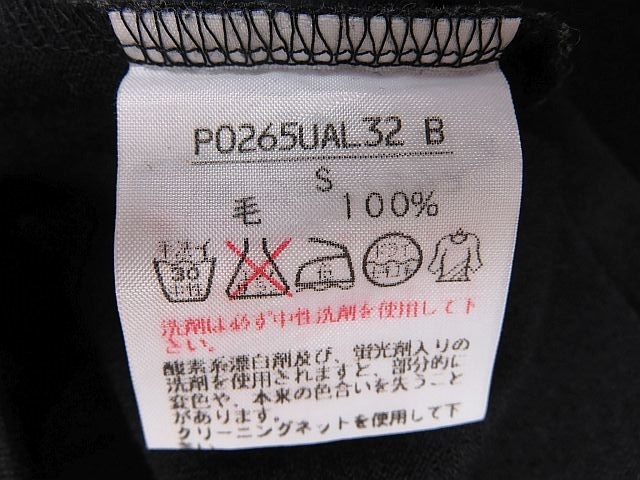 P0265UAL32 B
S
毛 100%
手洗イ
30
洗剤は必ず中性洗剤を使用して下
さい。
酸素系漂白剤及び、蛍光剤入りの
洗剤を使用されますと、部分的に
変色や、本来の色合いを失うこと
があります。
クリーニングネットを使用して下